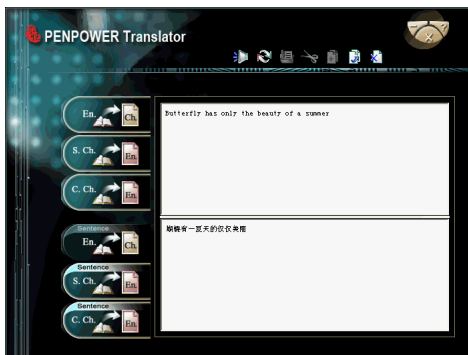 PENPOWER Translator
En. Ch
S. Ch. En
C. Ch. En
Sentence
En. Ch
Sentence
S. Ch. En
Sentence
C. Ch. En
Butterfly has only the beauty of a summer
蝴蝶有一夏天的仅仅美丽